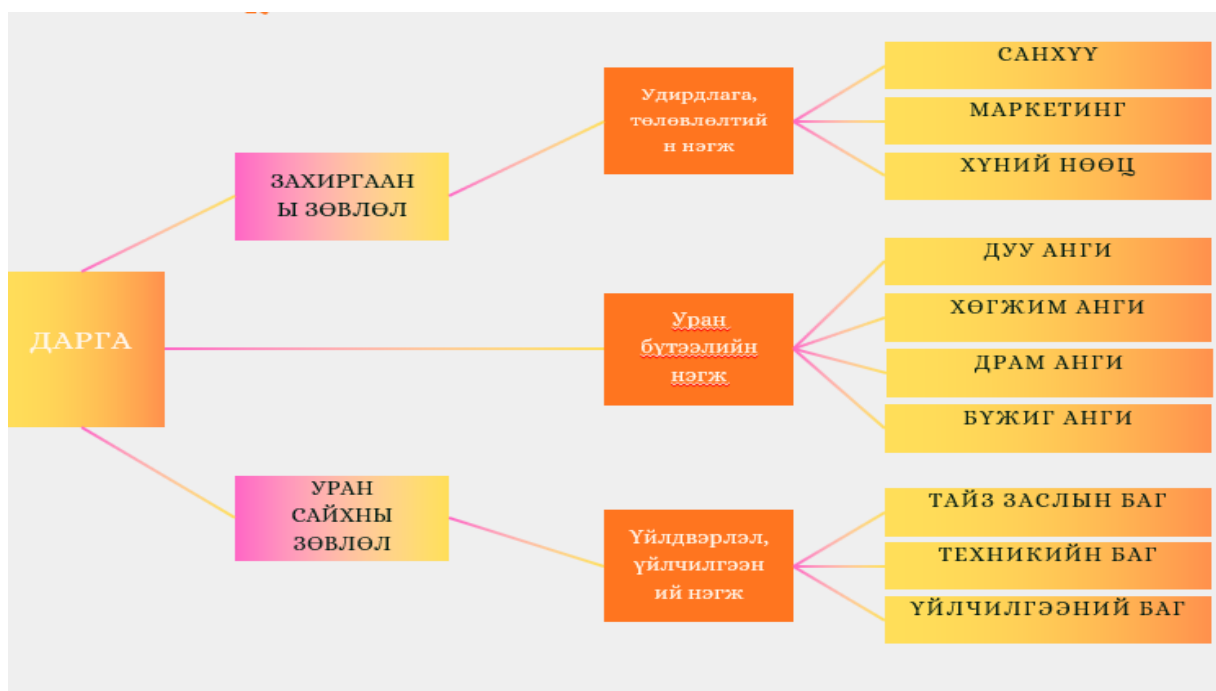 ДАРГА
ЗАХИРГААН
Ы ЗӨВЛӨЛ
УРАН
САЙХНЫ
ЗӨВЛӨЛ
Удирдлага,
төлөвлөлтий
н нэгж
Уран
бүтээлийн
нэгж
Үйлдвэрлэл,
үйлчилгээн
ий нэгж
САНХҮҮ
МАРКЕТИНГ
ХҮНИЙ НӨӨЦ
ДУУ АНГИ
ХӨГЖИМ АНГИ
ДРАМ АНГИ
БҮЖИГ АНГИ
ТАЙЗ ЗАСЛЫН БАГ
ТЕХНИКИЙН БАГ
ҮЙЛЧИЛГЭЭНИЙ БАГ